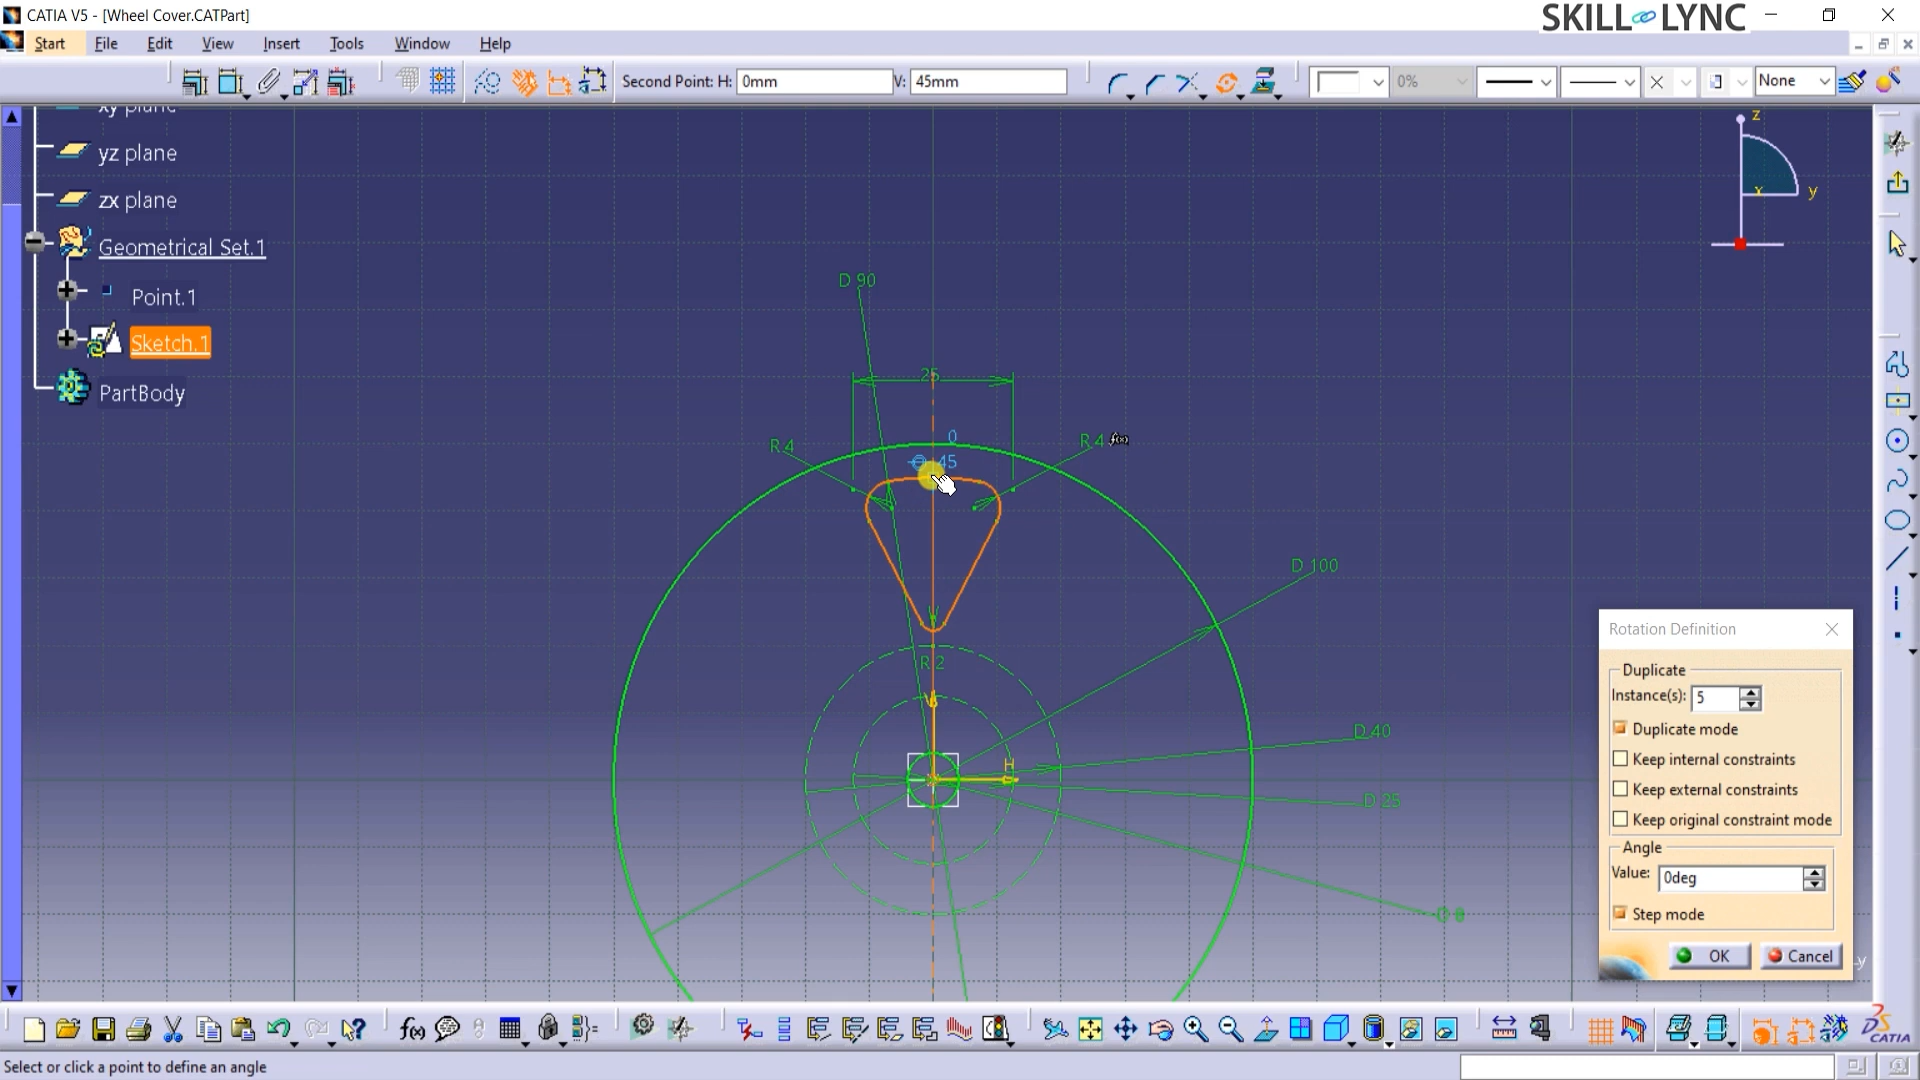 CATIA V5 - [Wheel Cover.CATPart]
SKILL LYNC
Start File Edit View Insert Tools Window Help
Second Point: H: 0mm V: 45mm
0%
None
xy plane
yz plane
zx plane
Geometrical Set.1
Point.1
Sketch.1
PartBody
z
x
y
D 90
25
0
45
R 4
R 4 f(x)
D 100
R 2
V
H
D 40
D 25
Rotation Definition
Duplicate
Instance(s): 5
Duplicate mode
Keep internal constraints
Keep external constraints
Keep original constraint mode
Angle
Value: 0deg
Step mode
OK Cancel
y
f(x)
CATIA
Select or click a point to define an angle